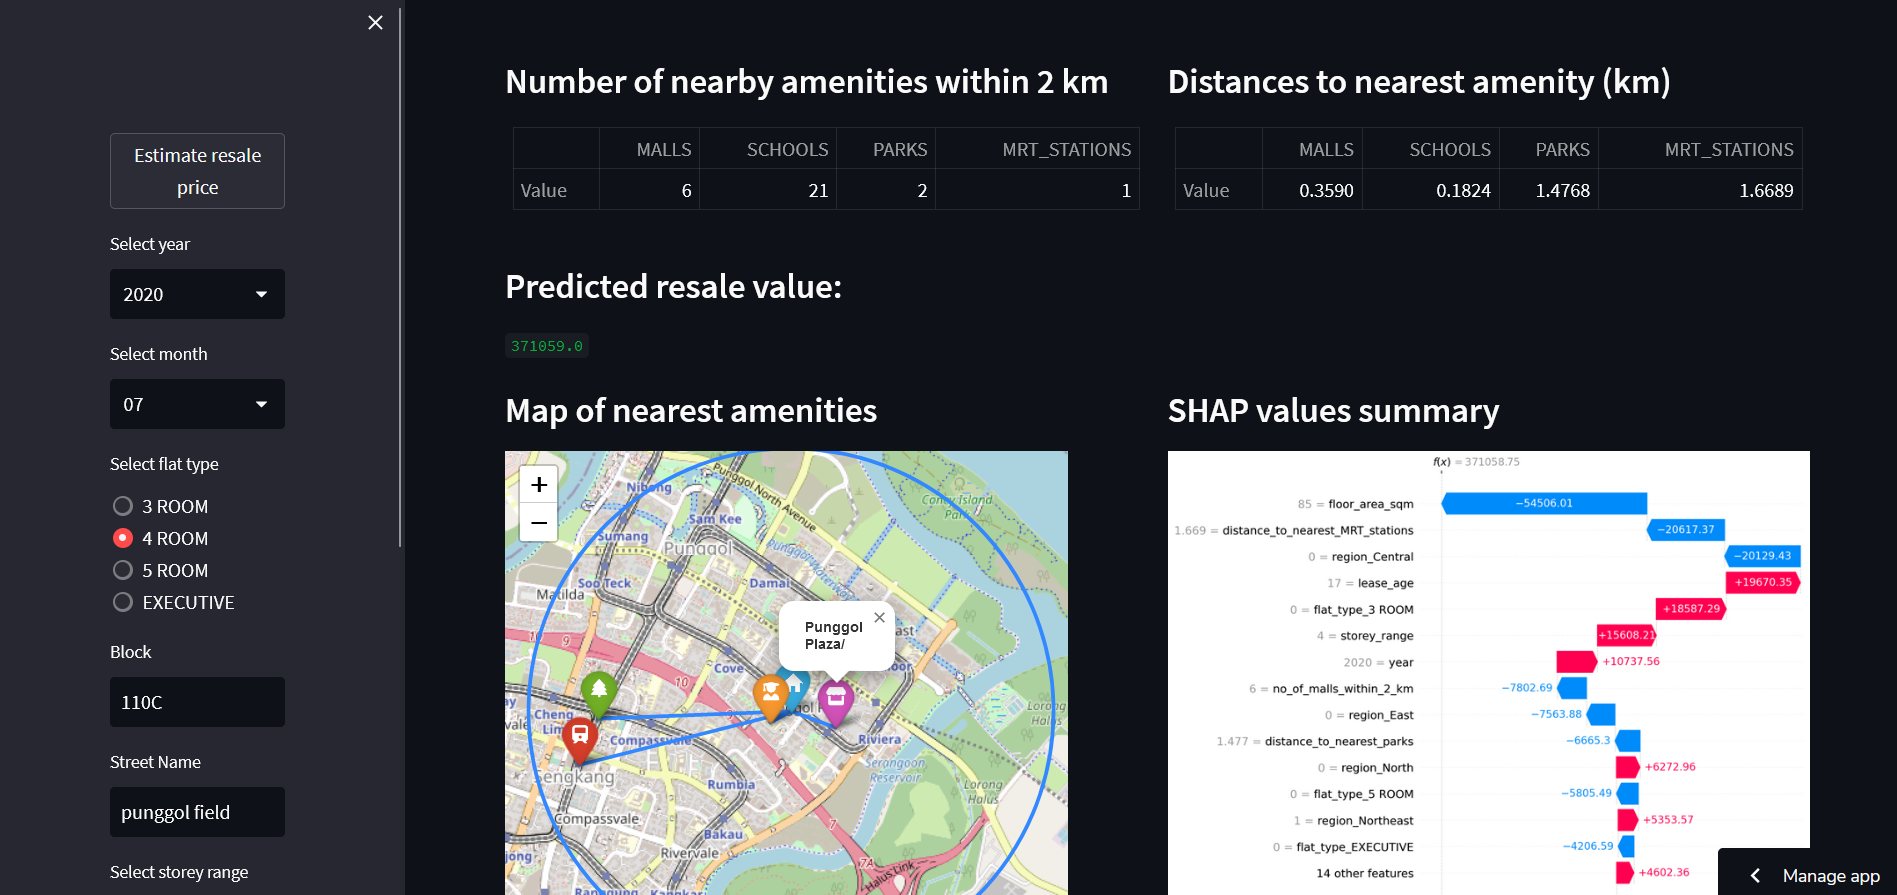 Estimate resale
price
Select year
2020
Select month
07
Select flat type
3 ROOM
4 ROOM
5 ROOM
EXECUTIVE
Block
110C
Street Name
punggol field
Select storey range
Number of nearby amenities within 2 km
MALLS SCHOOLS PARKS MRT_STATIONS
Value 6 21 2 1
Distances to nearest amenity (km)
MALLS SCHOOLS PARKS MRT_STATIONS
Value 0.3590 0.1824 1.4768 1.6689
Predicted resale value:
371059.0
Map of nearest amenities
+
−
Nibong
Punggol North Avenue
Coney Island
Park
Sam Kee
Sumang
Punggol
Soo Teck
Damai
Matilda
Punggol
Plaza/
Cove
10
10
Cheng
Lim
Compassvale
Riviera
Sengkang
Serangoon
Reservoir
Lorong
Halus
Rumbia
Lorong
Halus
Compassvale
Bakau
Rivervale
7A
Halus Link
Ranggung
Kangkar
SHAP values summary
f(x) = 371058.75
85 = floor_area_sqm −54506.01
1.669 = distance_to_nearest_MRT_stations −20617.37
0 = region_Central −20129.43
17 = lease_age +19670.35
0 = flat_type_3 ROOM +18587.29
4 = storey_range +15608.21
2020 = year +10737.56
6 = no_of_malls_within_2_km −7802.69
0 = region_East −7563.88
1.477 = distance_to_nearest_parks −6665.3
0 = region_North +6272.96
0 = flat_type_5 ROOM −5805.49
1 = region_Northeast +5353.57
0 = flat_type_EXECUTIVE −4206.59
14 other features +4602.36
Manage app